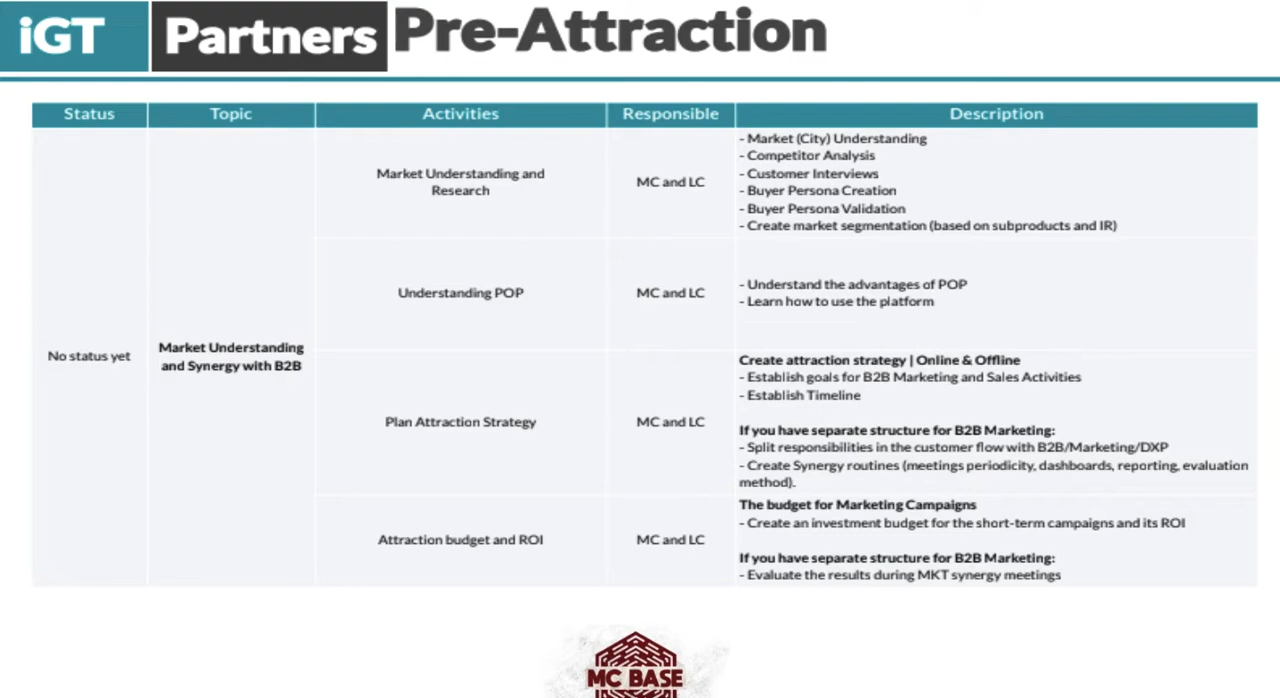 iGT Partners Pre-Attraction
Status Topic Activities Responsible Description
No status yet
Market Understanding
and Synergy with B2B
Market Understanding and
Research
MC and LC
- Market (City) Understanding
- Competitor Analysis
- Customer Interviews
- Buyer Persona Creation
- Buyer Persona Validation
- Create market segmentation (based on subproducts and IR)
Understanding POP
MC and LC
- Understand the advantages of POP
- Learn how to use the platform
Plan Attraction Strategy
MC and LC
Create attraction strategy | Online & Offline
- Establish goals for B2B Marketing and Sales Activities
- Establish Timeline
If you have separate structure for B2B Marketing:
- Split responsibilities in the customer flow with B2B/Marketing/DXP
- Create Synergy routines (meetings periodicity, dashboards, reporting, evaluation
method).
Attraction budget and ROI
MC and LC
The budget for Marketing Campaigns
- Create an investment budget for the short-term campaigns and its ROI
If you have separate structure for B2B Marketing:
- Evaluate the results during MKT synergy meetings
MC BASE